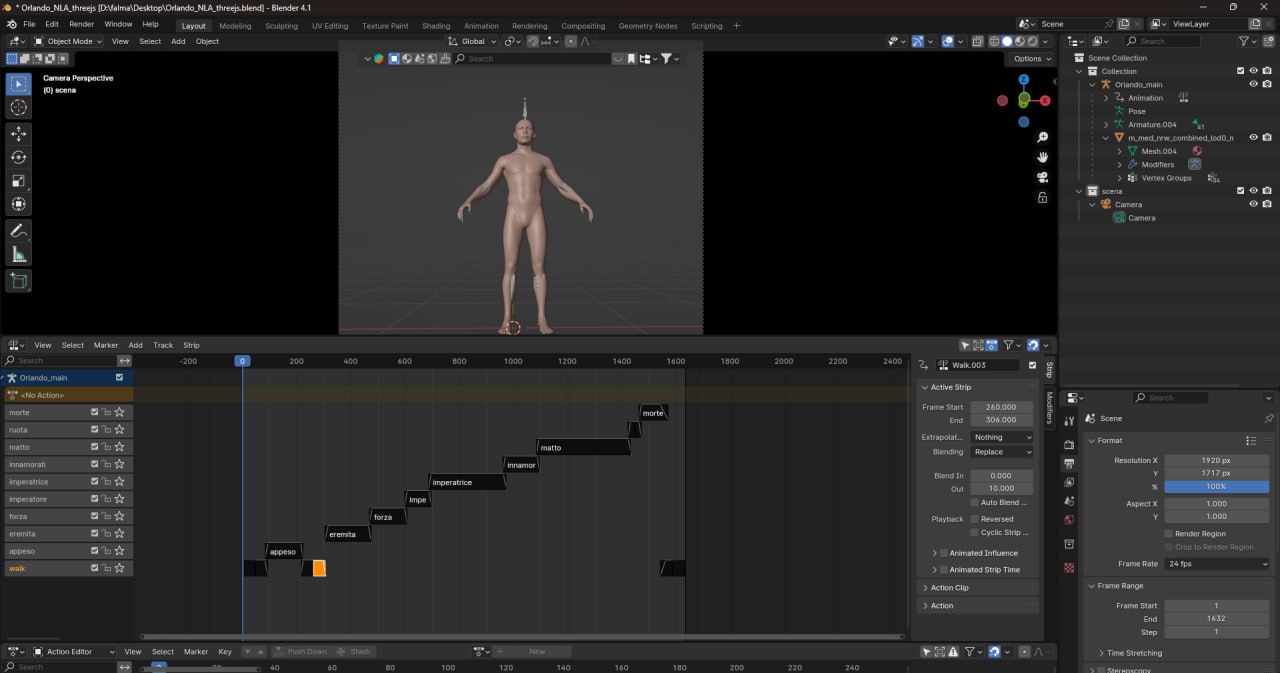 * Orlando_NLA_threejs [D:\falma\Desktop\Orlando_NLA_threejs.blend] - Blender 4.1
File Edit Render Window Help Layout Modeling Sculpting UV Editing Texture Paint Shading Animation Rendering Compositing Geometry Nodes Scripting + Scene ViewLayer
Object Mode View Select Add Object Global
Search
Options
Camera Perspective
(0) scena
Z
X
Search
Scene Collection
Collection
Orlando_main
Animation
Pose
Armature.004
m_med_nrw_combined_lod0_n
Mesh.004
Modifiers
Vertex Groups
scena
Camera
Camera
View Select Marker Add Track Strip
Search
-200 0 200 400 600 800 1000 1200 1400 1600 1800 2000 2200 2400
Orlando_main
<No Action>
morte
ruota
matto
innamorati
imperatrice
imperatore
forza
eremita
appeso
walk
morte
matto
innamor
imperatrice
impe
forza
eremita
appeso
Walk.003
Strip
Modifiers
Active Strip
Frame Start 260.000
End 306.000
Extrapolat... Nothing
Blending Replace
Blend In 0.000
Out 10.000
Auto Blend ...
Playback Reversed
Cyclic Strip ...
Animated Influence
Animated Strip Time
Action Clip
Action
Search
Scene
Format
Resolution X 1920 px
Y 1717 px
% 100%
Aspect X 1.000
Y 1.000
Render Region
Crop to Render Region
Frame Rate 24 fps
Frame Range
Frame Start 1
End 1632
Step 1
Time Stretching
Stereoscopy
Action Editor View Select Marker Key Push Down Stash New
Search
0 20 40 60 80 100 120 140 160 180 200 220 240